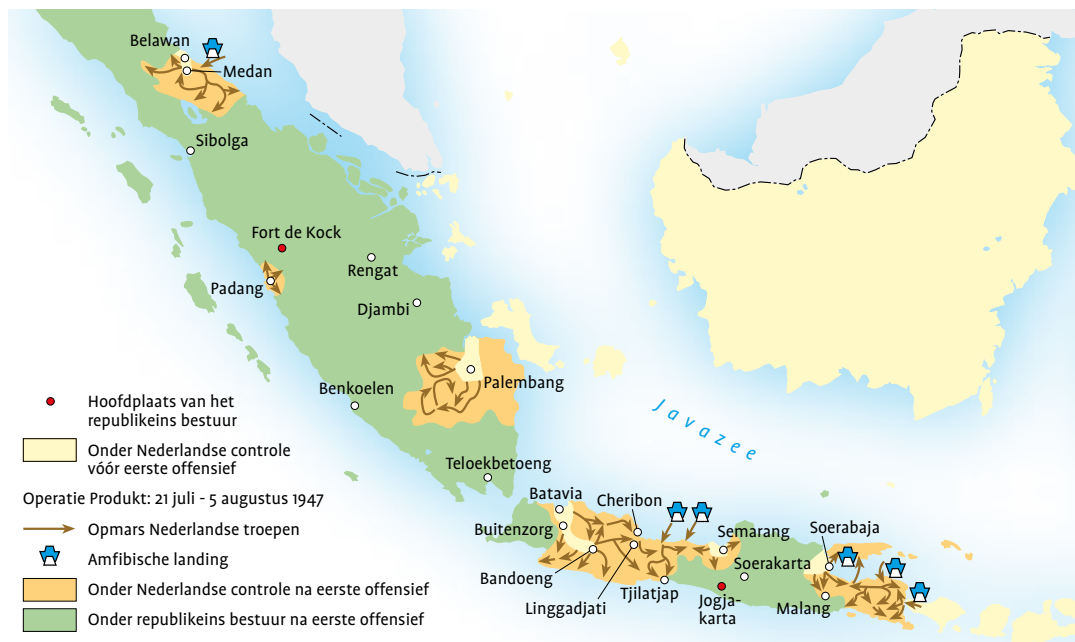 Belawan
Medan
Sibolga
Fort de Kock
Rengat
Padang
Djambi
Palembang
Benkoelen
Teloekbetoeng
Javazee
Batavia
Cheribon
Buitenzorg
Semarang
Soerabaja
Bandoeng
Soerakarta
Linggadjati
Tjilatjap
Jogja-
karta
Malang
Hoofdplaats van het
republikeins bestuur
Onder Nederlandse controle
vóór eerste offensief
Operatie Produkt: 21 juli - 5 augustus 1947
Opmars Nederlandse troepen
Amfibische landing
Onder Nederlandse controle na eerste offensief
Onder republikeins bestuur na eerste offensief